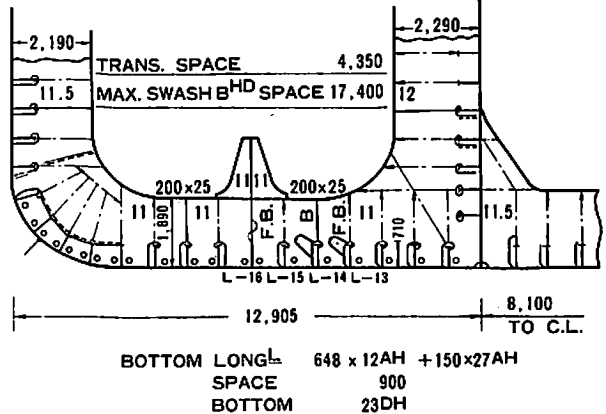 2,190
2,290
TRANS. SPACE 4,350
MAX. SWASH BHD SPACE 17,400
11.5
12
200×25
11 11
200×25
11
11
1,890
F.B.
B
F.B.
11
710
11.5
L-16 L-15 L-14 L-13
12,905
8,100
TO C.L.
BOTTOM LONGL 648 × 12AH +150×27AH
SPACE 900
BOTTOM 23DH